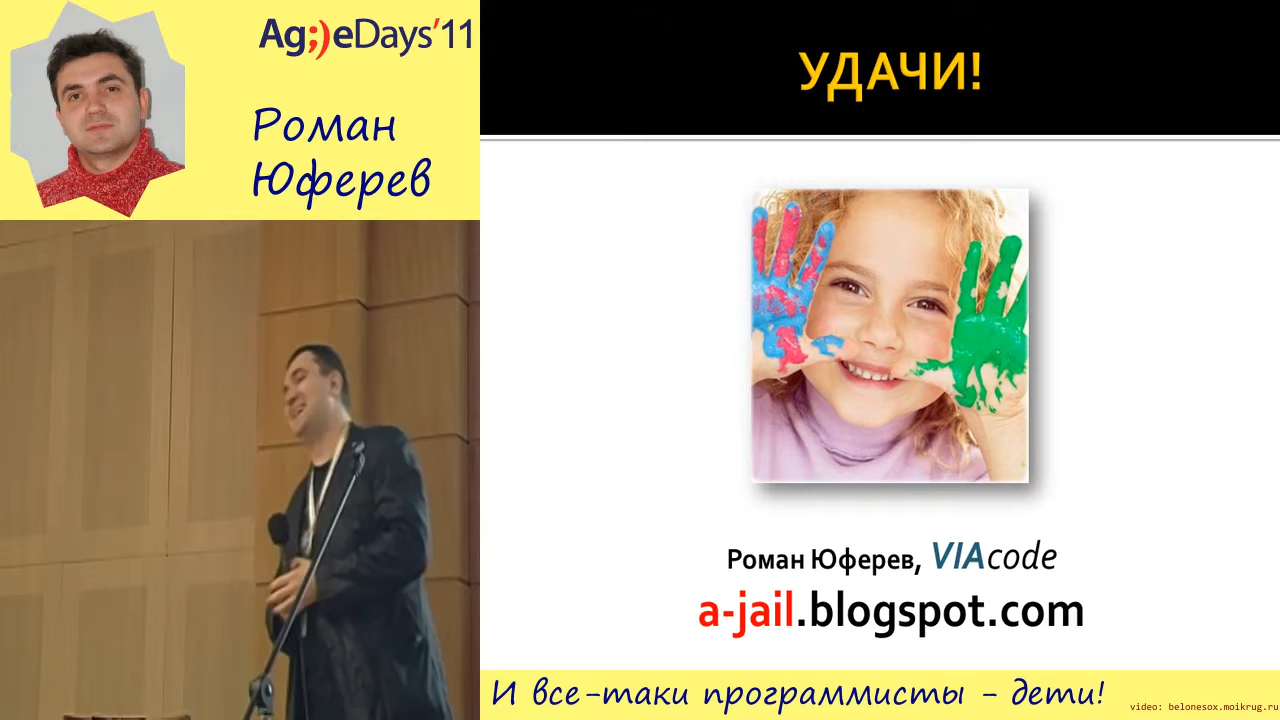 Ag;)eDays'11
Роман
Юферев
УДАЧИ!
Роман Юферев, VIAcode
a-jail.blogspot.com
И все-таки программисты - дети!
video: belonesox.moikrug.ru